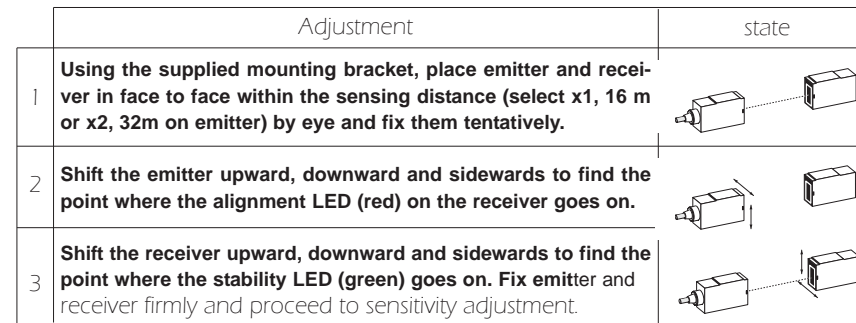 Adjustment state
1 Using the supplied mounting bracket, place emitter and recei-
ver in face to face within the sensing distance (select x1, 16 m
or x2, 32m on emitter) by eye and fix them tentatively.
2 Shift the emitter upward, downward and sidewards to find the
point where the alignment LED (red) on the receiver goes on.
3 Shift the receiver upward, downward and sidewards to find the
point where the stability LED (green) goes on. Fix emitter and
receiver firmly and proceed to sensitivity adjustment.